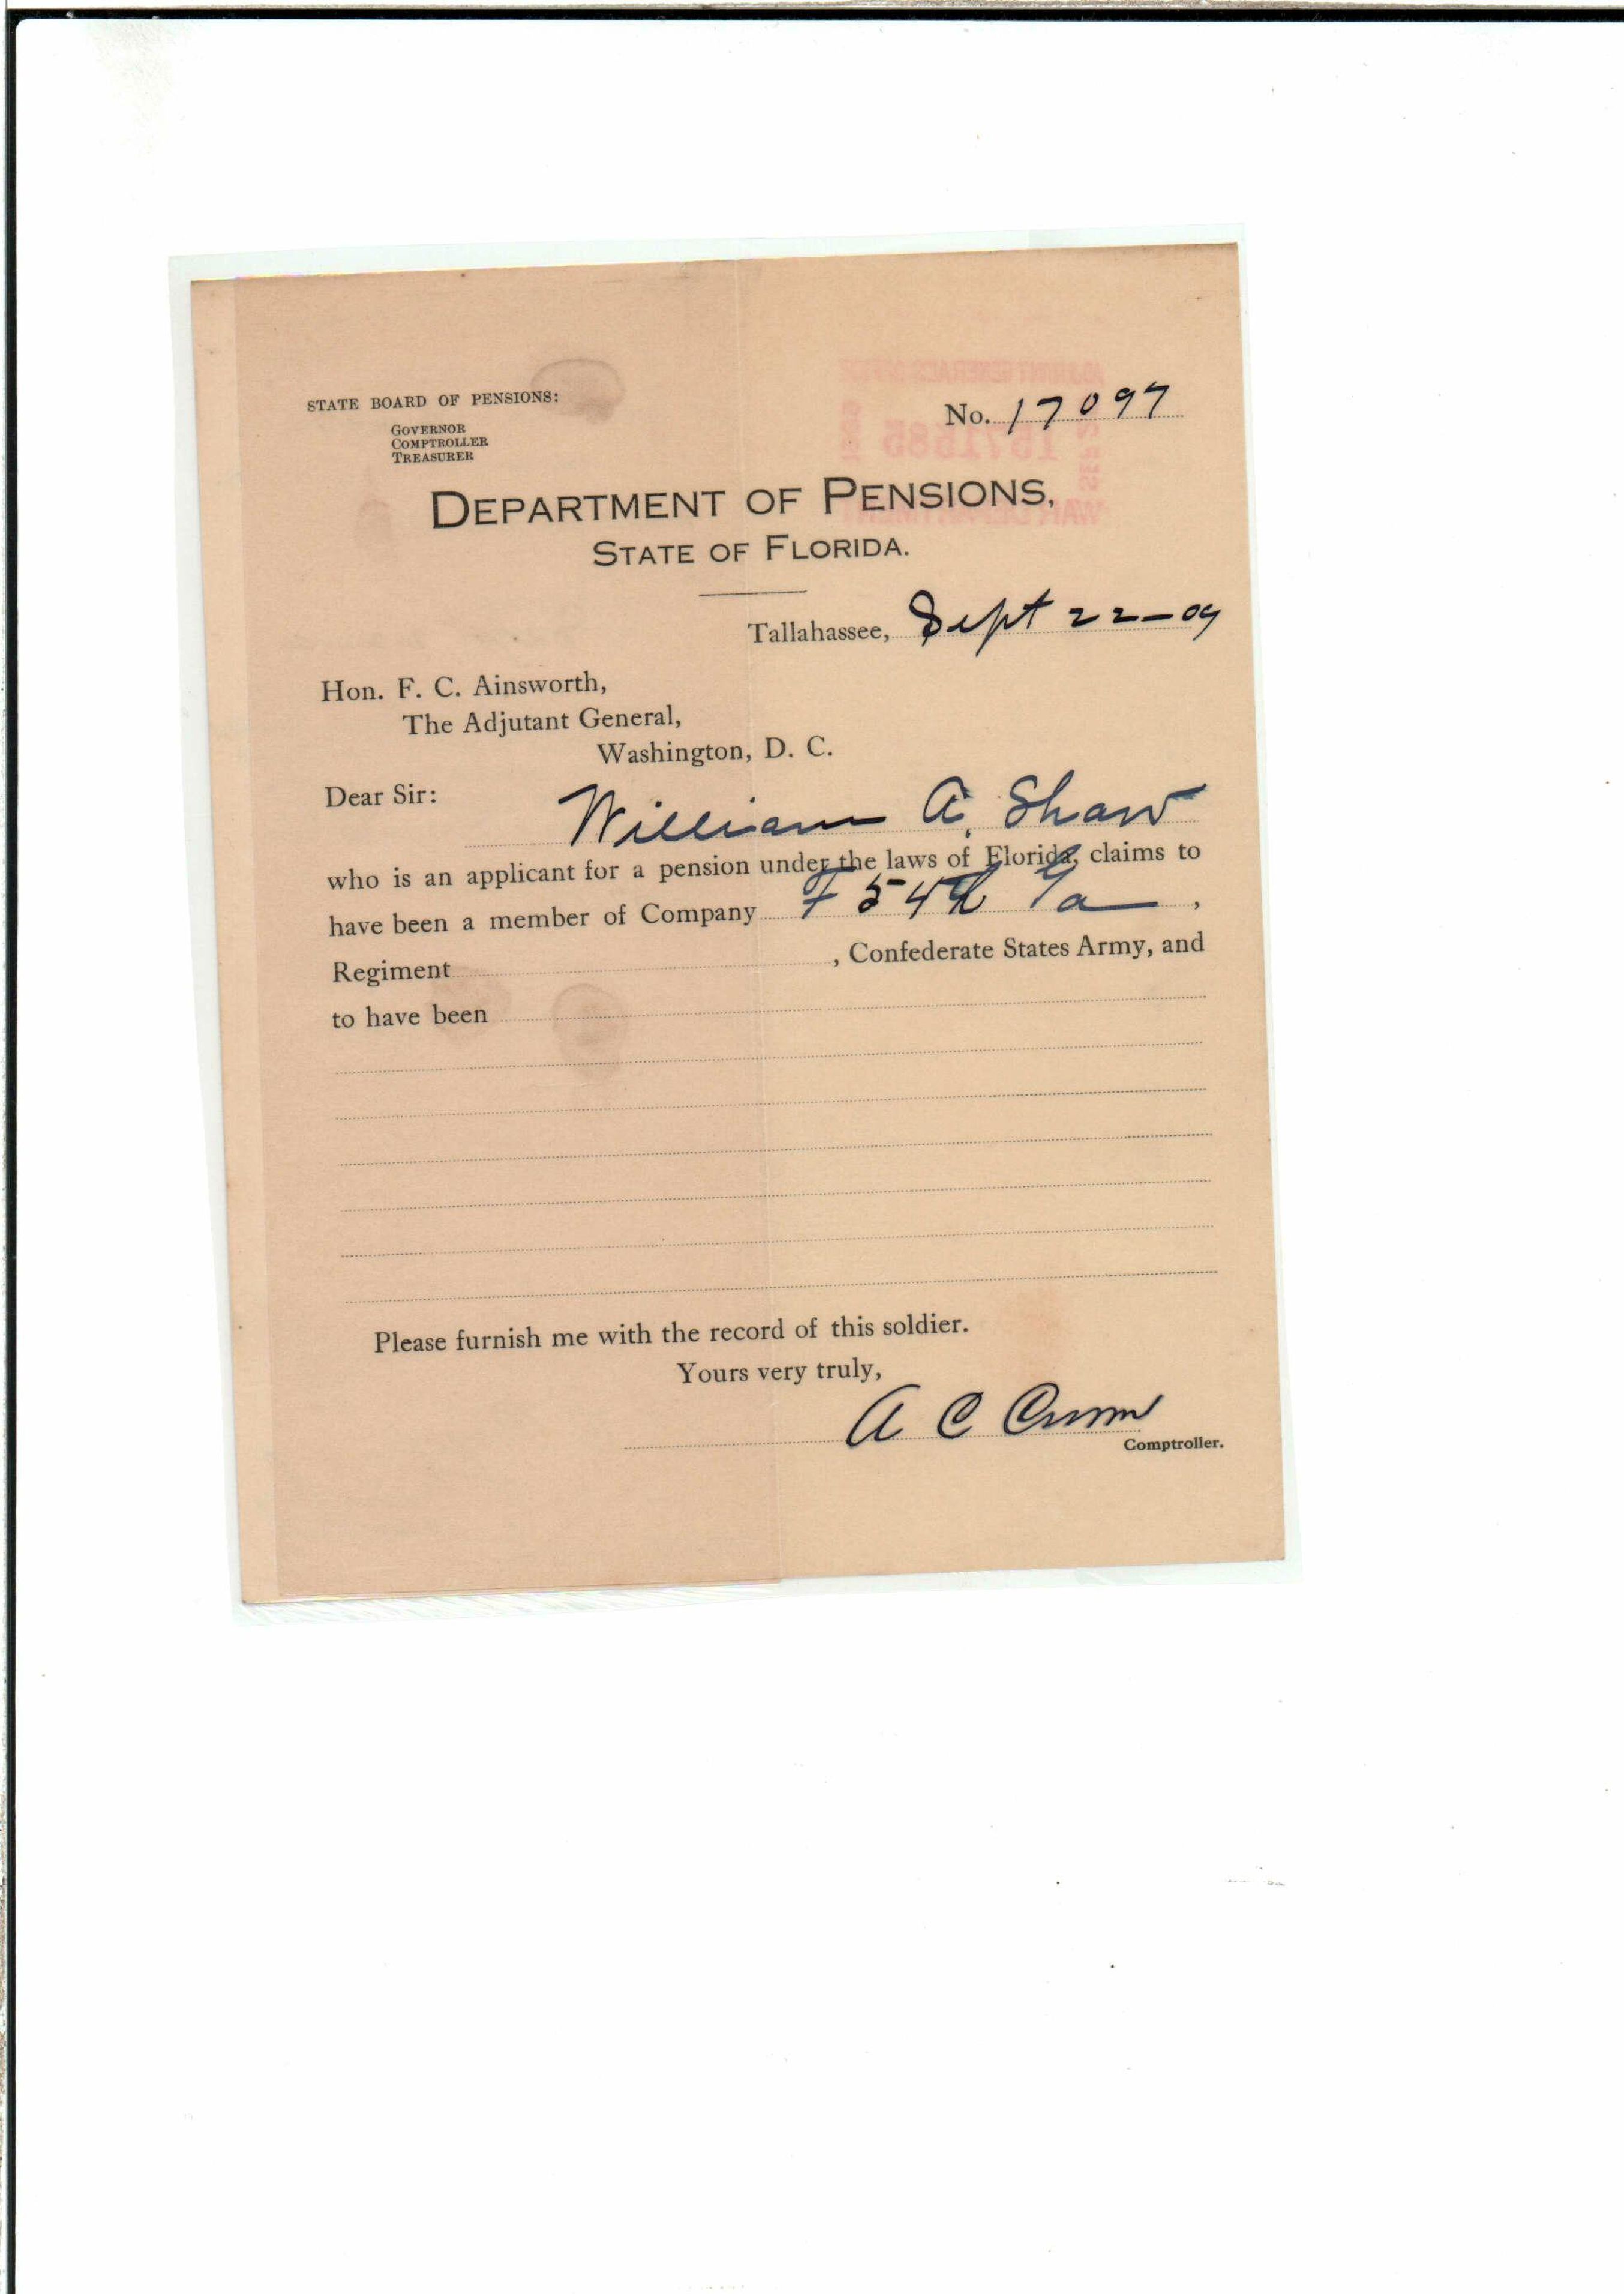 STATE BOARD OF PENSIONS:
GOVERNOR
COMPTROLLER
TREASURER
No. 17097
DEPARTMENT OF PENSIONS,
STATE OF FLORIDA.
Tallahassee, Sept 22-09
Hon. F. C. Ainsworth,
The Adjutant General,
Washington, D. C.
Dear Sir:
William A. Shaw
who is an applicant for a pension under the laws of Florida, claims to
have been a member of Company F 54th Ga ,
Regiment , Confederate States Army, and
to have been
Please furnish me with the record of this soldier.
Yours very truly,
A C Croom
Comptroller.